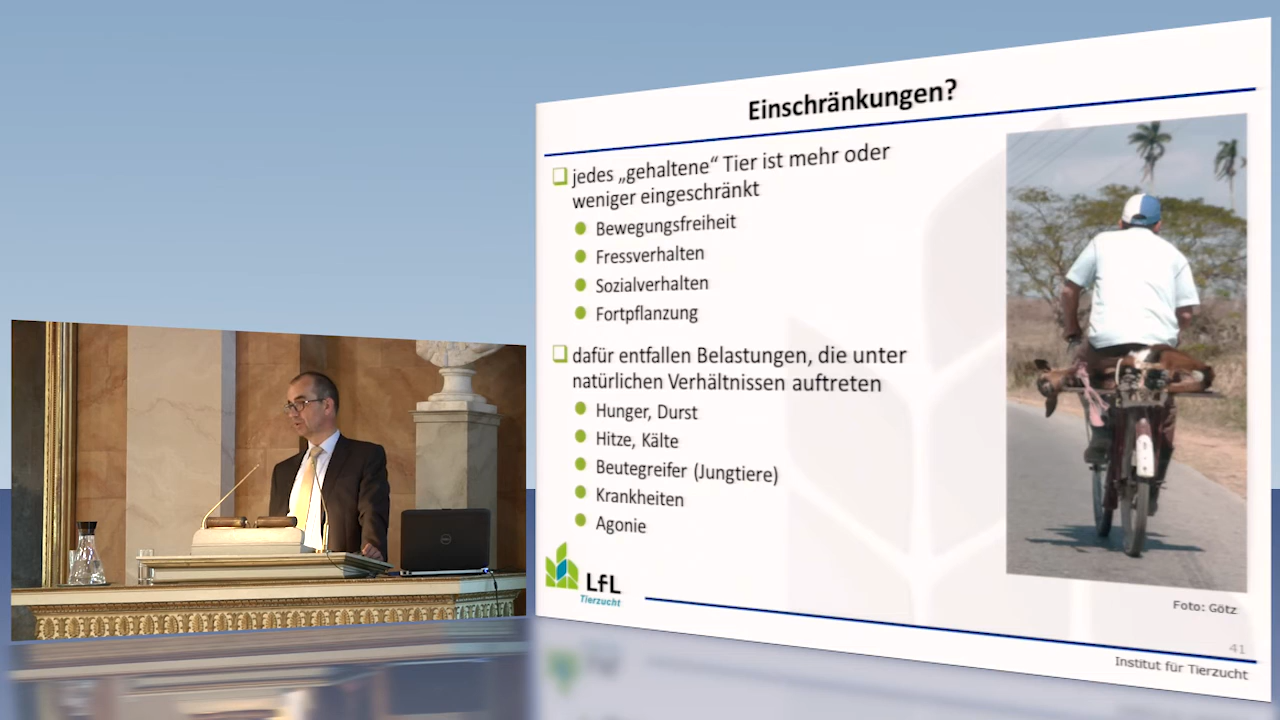 Einschränkungen?
jedes „gehaltene“ Tier ist mehr oder
weniger eingeschränkt
Bewegungsfreiheit
Fressverhalten
Sozialverhalten
Fortpflanzung
dafür entfallen Belastungen, die unter
natürlichen Verhältnissen auftreten
Hunger, Durst
Hitze, Kälte
Beutegreifer (Jungtiere)
Krankheiten
Agonie
LfL
Tierzucht
Foto: Götz
41
Institut für Tierzucht
DELL